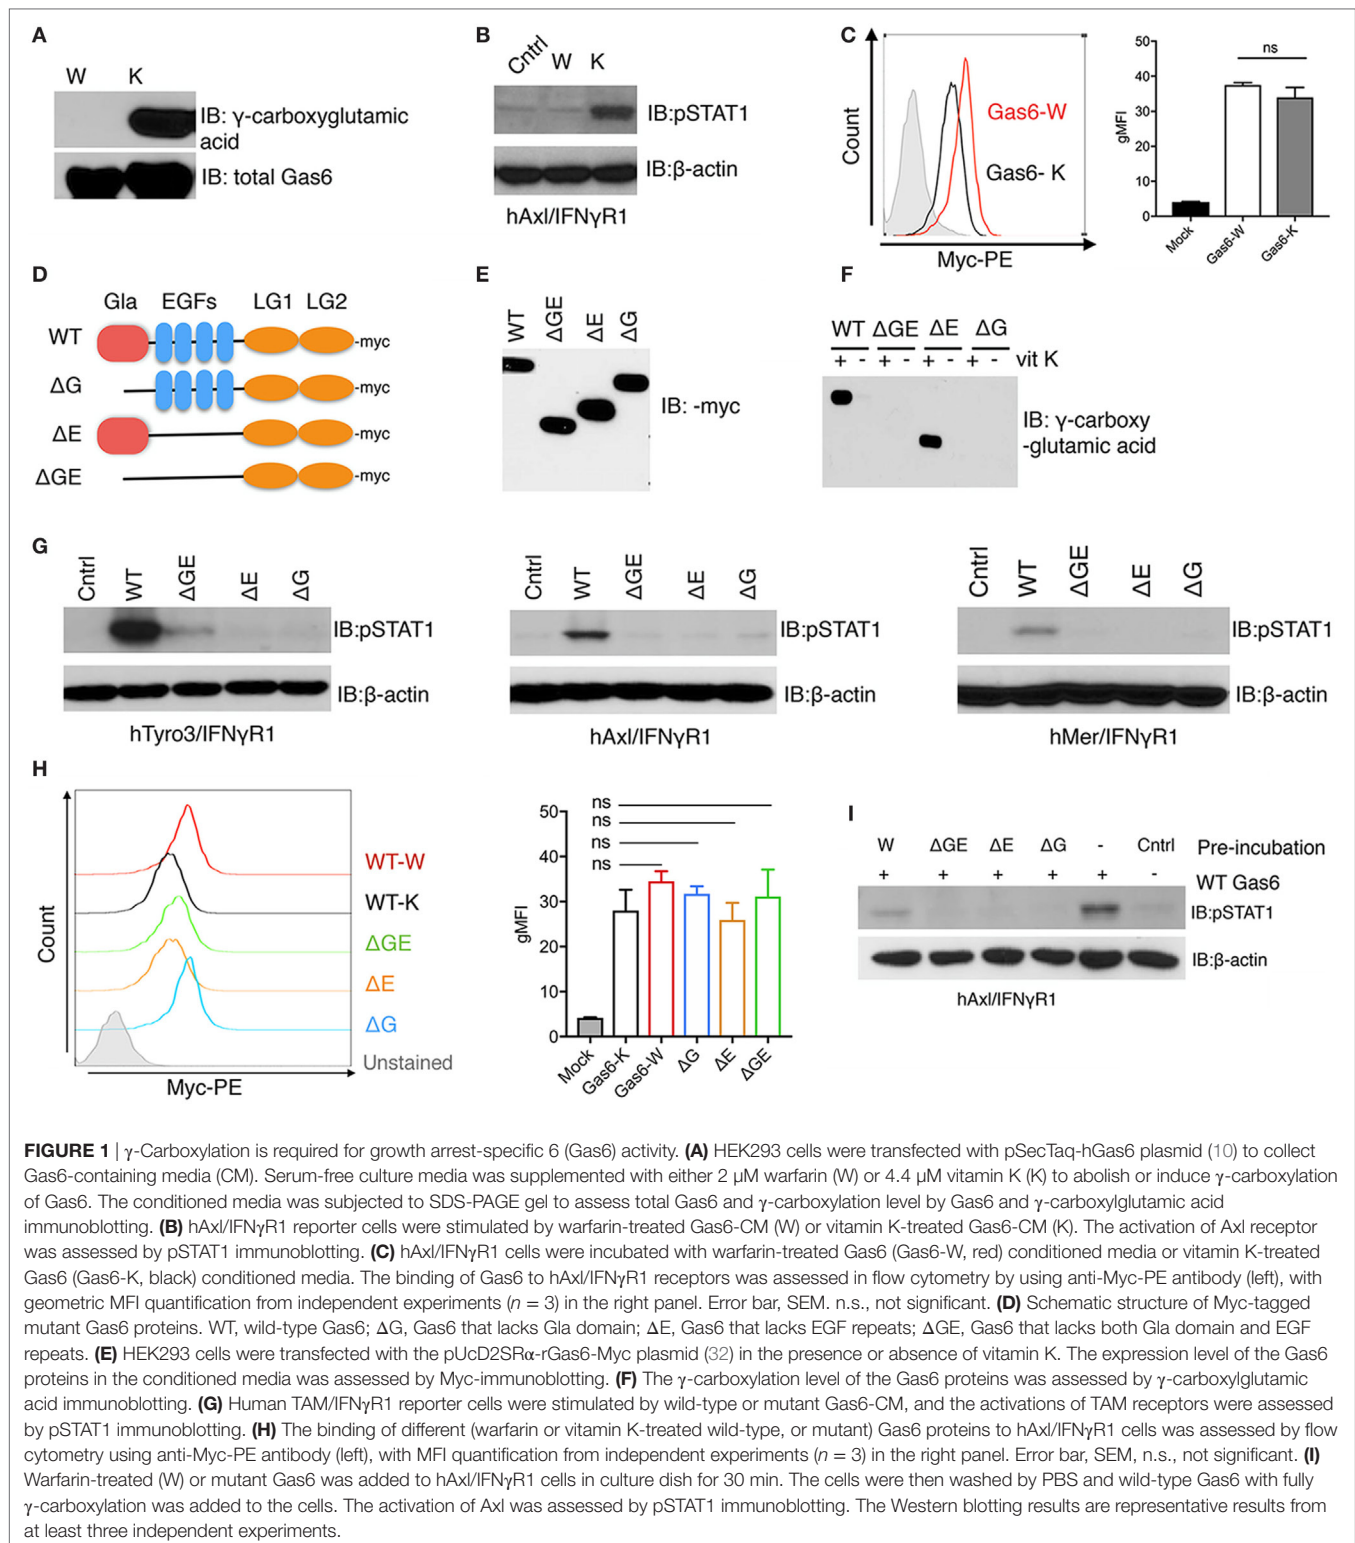 A
W K
IB: γ-carboxyglutamic
acid
IB: total Gas6
B
Cntrl W K
IB:pSTAT1
IB:β-actin
hAxl/IFNγR1
C
Count
Gas6-W
Gas6- K
Myc-PE
gMFI
50
40
30
20
10
0
ns
Mock
Gas6-W
Gas6-K
D
Gla EGFs LG1 LG2
WT -myc
ΔG -myc
ΔE -myc
ΔGE -myc
E
WT ΔGE ΔE ΔG
IB: -myc
F
WT ΔGE ΔE ΔG
+ - + - + - + - vit K
IB: γ-carboxy
-glutamic acid
G
Cntrl WT ΔGE ΔE ΔG
IB:pSTAT1
IB:β-actin
hTyro3/IFNγR1
Cntrl WT ΔGE ΔE ΔG
IB:pSTAT1
IB:β-actin
hAxl/IFNγR1
Cntrl WT ΔGE ΔE ΔG
IB:pSTAT1
IB:β-actin
hMer/IFNγR1
H
Count
WT-W
WT-K
ΔGE
ΔE
ΔG
Unstained
Myc-PE
gMFI
50
40
30
20
10
0
ns
ns
ns
ns
Mock
Gas6-K
Gas6-W
ΔG
ΔE
ΔGE
I
W ΔGE ΔE ΔG - Cntrl Pre-incubation
+ + + + + - WT Gas6
IB:pSTAT1
IB:β-actin
hAxl/IFNγR1
FIGURE 1 | γ-Carboxylation is required for growth arrest-specific 6 (Gas6) activity. (A) HEK293 cells were transfected with pSecTaq-hGas6 plasmid (10) to collect
Gas6-containing media (CM). Serum-free culture media was supplemented with either 2 μM warfarin (W) or 4.4 μM vitamin K (K) to abolish or induce γ-carboxylation
of Gas6. The conditioned media was subjected to SDS-PAGE gel to assess total Gas6 and γ-carboxylation level by Gas6 and γ-carboxylglutamic acid
immunoblotting. (B) hAxl/IFNγR1 reporter cells were stimulated by warfarin-treated Gas6-CM (W) or vitamin K-treated Gas6-CM (K). The activation of Axl receptor
was assessed by pSTAT1 immunoblotting. (C) hAxl/IFNγR1 cells were incubated with warfarin-treated Gas6 (Gas6-W, red) conditioned media or vitamin K-treated
Gas6 (Gas6-K, black) conditioned media. The binding of Gas6 to hAxl/IFNγR1 receptors was assessed in flow cytometry by using anti-Myc-PE antibody (left), with
geometric MFI quantification from independent experiments (n = 3) in the right panel. Error bar, SEM. n.s., not significant. (D) Schematic structure of Myc-tagged
mutant Gas6 proteins. WT, wild-type Gas6; ΔG, Gas6 that lacks Gla domain; ΔE, Gas6 that lacks EGF repeats; ΔGE, Gas6 that lacks both Gla domain and EGF
repeats. (E) HEK293 cells were transfected with the pUcD2SRα-rGas6-Myc plasmid (32) in the presence or absence of vitamin K. The expression level of the Gas6
proteins in the conditioned media was assessed by Myc-immunoblotting. (F) The γ-carboxylation level of the Gas6 proteins was assessed by γ-carboxylglutamic
acid immunoblotting. (G) Human TAM/IFNγR1 reporter cells were stimulated by wild-type or mutant Gas6-CM, and the activations of TAM receptors were assessed
by pSTAT1 immunoblotting. (H) The binding of different (warfarin or vitamin K-treated wild-type, or mutant) Gas6 proteins to hAxl/IFNγR1 cells was assessed by flow
cytometry using anti-Myc-PE antibody (left), with MFI quantification from independent experiments (n = 3) in the right panel. Error bar, SEM, n.s., not significant. (I)
Warfarin-treated (W) or mutant Gas6 was added to hAxl/IFNγR1 cells in culture dish for 30 min. The cells were then washed by PBS and wild-type Gas6 with fully
γ-carboxylation was added to the cells. The activation of Axl was assessed by pSTAT1 immunoblotting. The Western blotting results are representative results from
at least three independent experiments.